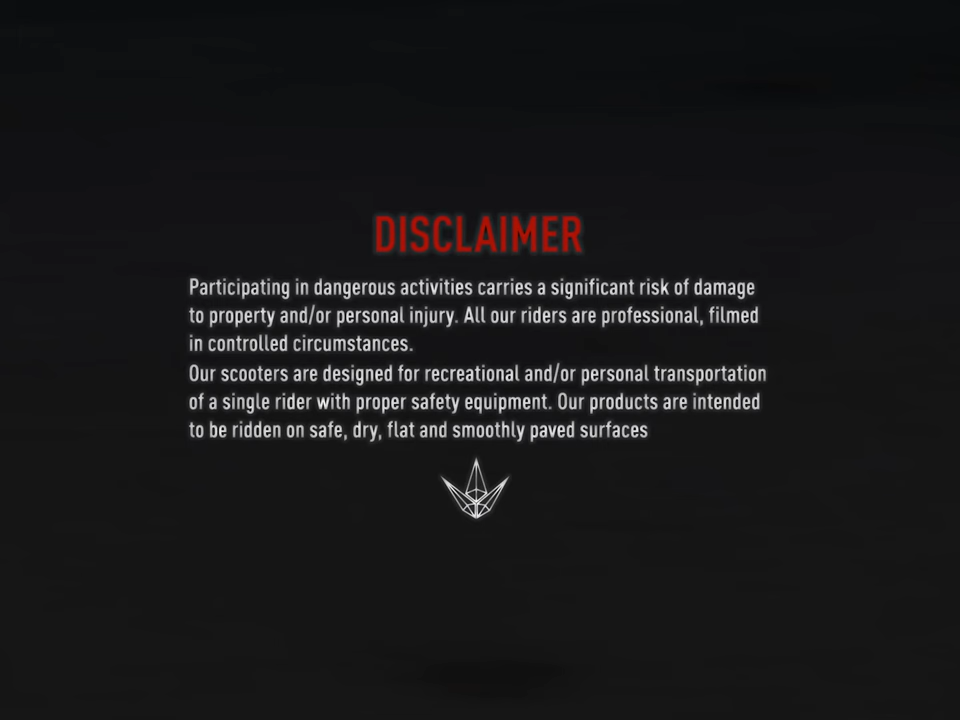 DISCLAIMER
Participating in dangerous activities carries a significant risk of damage
to property and/or personal injury. All our riders are professional, filmed
in controlled circumstances.
Our scooters are designed for recreational and/or personal transportation
of a single rider with proper safety equipment. Our products are intended
to be ridden on safe, dry, flat and smoothly paved surfaces